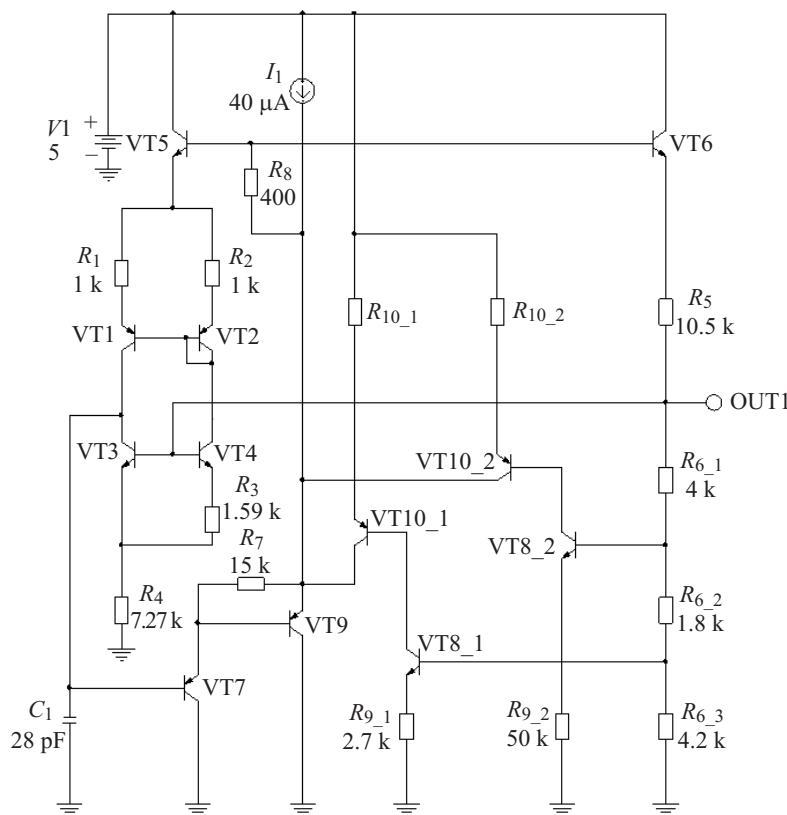 I1
40 μA
V1
+
–
5
VT5
R8
400
VT6
R1
1 k
R2
1 k
R10_1
R10_2
R5
10.5 k
VT1
VT2
OUT1
VT3
VT4
VT10_2
R6_1
4 k
R3
1.59 k
VT10_1
R7
15 k
VT8_2
R4
7.27 k
VT9
R6_2
1.8 k
VT8_1
VT7
C1
28 pF
R9_1
2.7 k
R9_2
50 k
R6_3
4.2 k